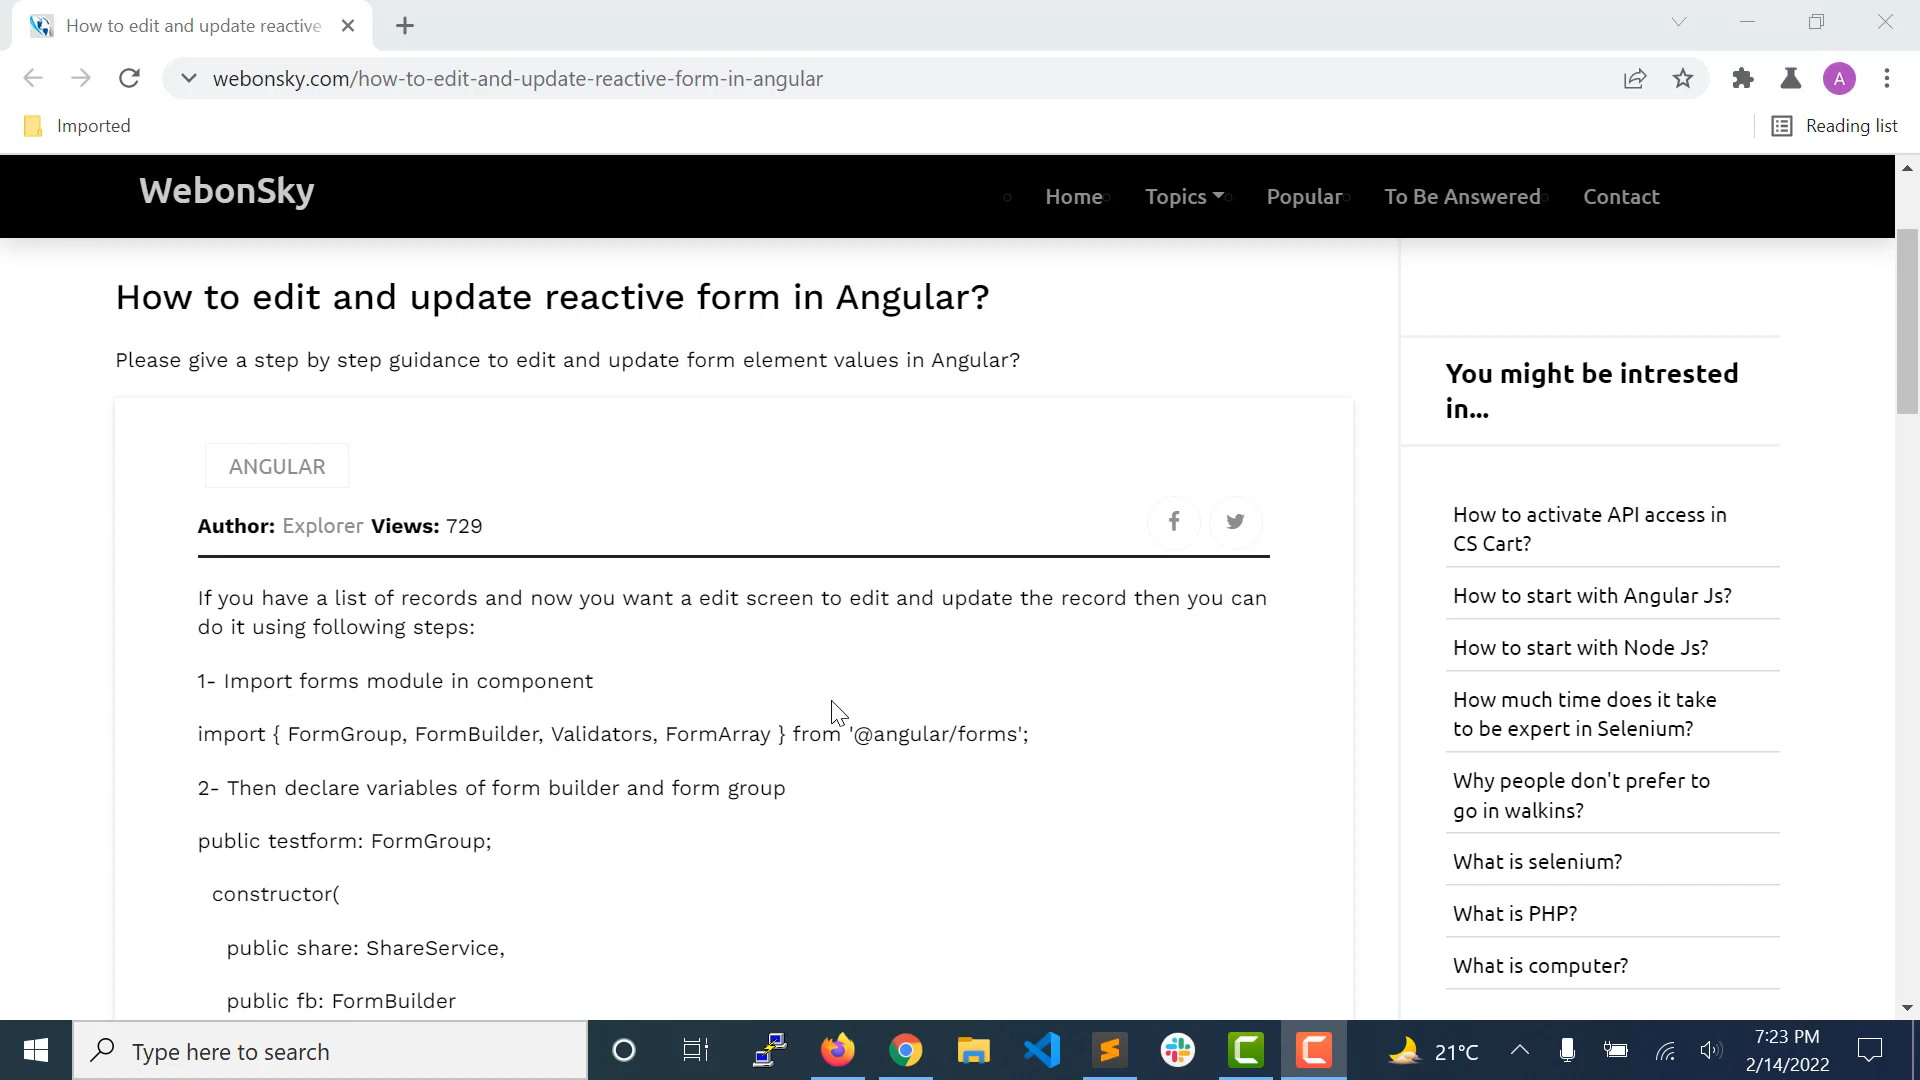 How to edit and update reactive
webonsky.com/how-to-edit-and-update-reactive-form-in-angular
A
Imported
Reading list
WebonSky
Home
Topics
Popular
To Be Answered
Contact
How to edit and update reactive form in Angular?
Please give a step by step guidance to edit and update form element values in Angular?
ANGULAR
Author: Explorer Views: 729
If you have a list of records and now you want a edit screen to edit and update the record then you can
do it using following steps:
1- Import forms module in component
import { FormGroup, FormBuilder, Validators, FormArray } from '@angular/forms';
2- Then declare variables of form builder and form group
public testform: FormGroup;
constructor(
public share: ShareService,
public fb: FormBuilder
You might be intrested
in...
How to activate API access in
CS Cart?
How to start with Angular Js?
How to start with Node Js?
How much time does it take
to be expert in Selenium?
Why people don't prefer to
go in walkins?
What is selenium?
What is PHP?
What is computer?
Type here to search
21°C
7:23 PM
2/14/2022